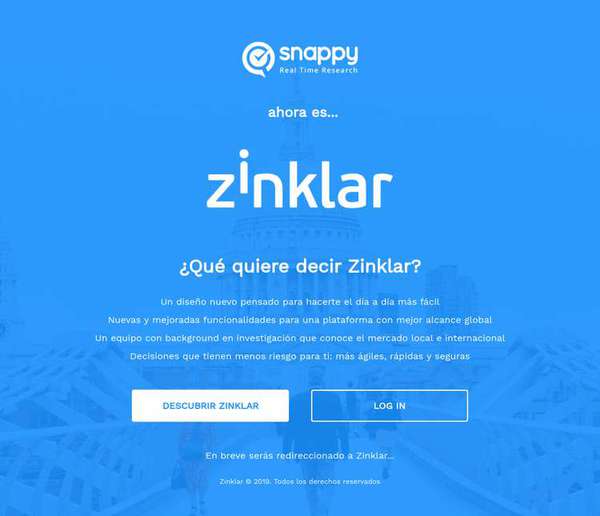 snappy
Real Time Research
ahora es...
zinklar
¿Qué quiere decir Zinklar?
Un diseño nuevo pensado para hacerte el día a día más fácil
Nuevas y mejoradas funcionalidades para una plataforma con mejor alcance global
Un equipo con background en investigación que conoce el mercado local e internacional
Decisiones que tienen menos riesgo para ti: más ágiles, rápidas y seguras
DESCUBRIR ZINKLAR
LOG IN
En breve serás redireccionado a Zinklar...
Zinklar © 2019. Todos los derechos reservados